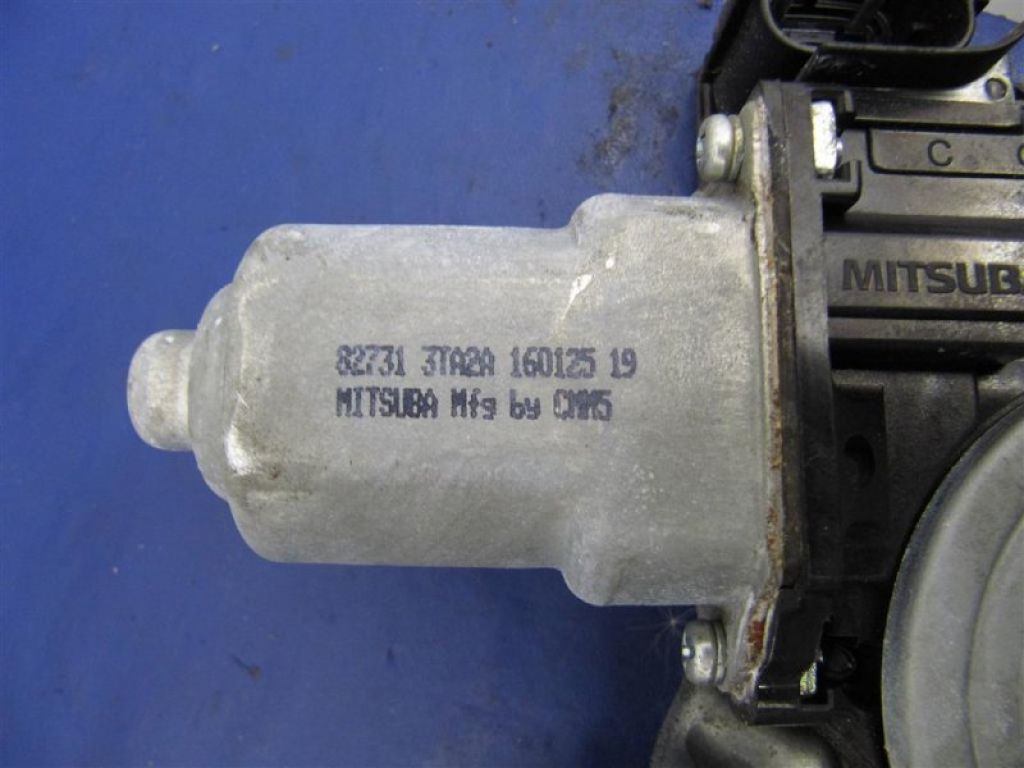 C
MITSUBA
82731 3TA2A 160125 19
MITSUBA Mfg by CMM5